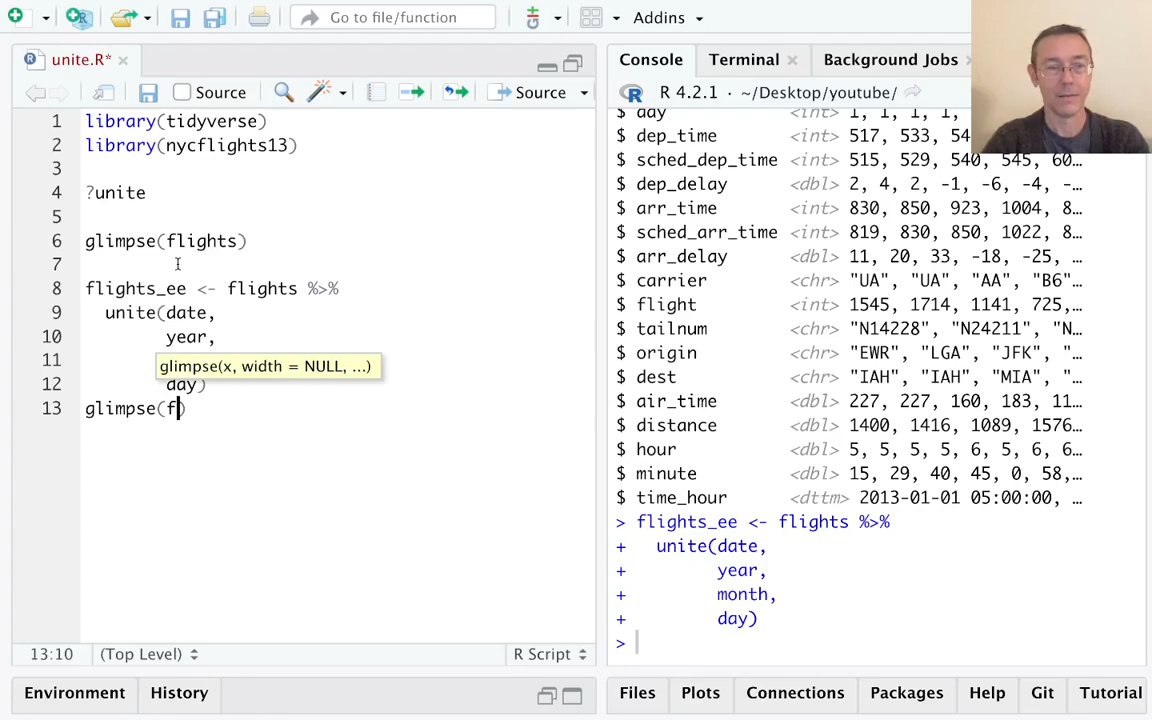 Go to file/function
Addins
unite.R*
Source
Source
1 library(tidyverse)
2 library(nycflights13)
3
4 ?unite
5
6 glimpse(flights)
7
8 flights_ee <- flights %>%
9 unite(date,
10 year,
11
glimpse(x, width = NULL, ...)
12 day)
13 glimpse(f)
13:10 (Top Level) R Script
Environment History
Console Terminal Background Jobs
R 4.2.1 · ~/Desktop/youtube/
$ day <int> 1, 1, 1, 1,
$ dep_time <int> 517, 533, 54
$ sched_dep_time <int> 515, 529, 540, 545, 60…
$ dep_delay <dbl> 2, 4, 2, -1, -6, -4, -…
$ arr_time <int> 830, 850, 923, 1004, 8…
$ sched_arr_time <int> 819, 830, 850, 1022, 8…
$ arr_delay <dbl> 11, 20, 33, -18, -25, …
$ carrier <chr> "UA", "UA", "AA", "B6"…
$ flight <int> 1545, 1714, 1141, 725,…
$ tailnum <chr> "N14228", "N24211", "N…
$ origin <chr> "EWR", "LGA", "JFK", "…
$ dest <chr> "IAH", "IAH", "MIA", "…
$ air_time <dbl> 227, 227, 160, 183, 11…
$ distance <dbl> 1400, 1416, 1089, 1576…
$ hour <dbl> 5, 5, 5, 5, 6, 5, 6, 6…
$ minute <dbl> 15, 29, 40, 45, 0, 58,…
$ time_hour <dttm> 2013-01-01 05:00:00, …
> flights_ee <- flights %>%
+ unite(date,
+ year,
+ month,
+ day)
>
Files Plots Connections Packages Help Git Tutorial